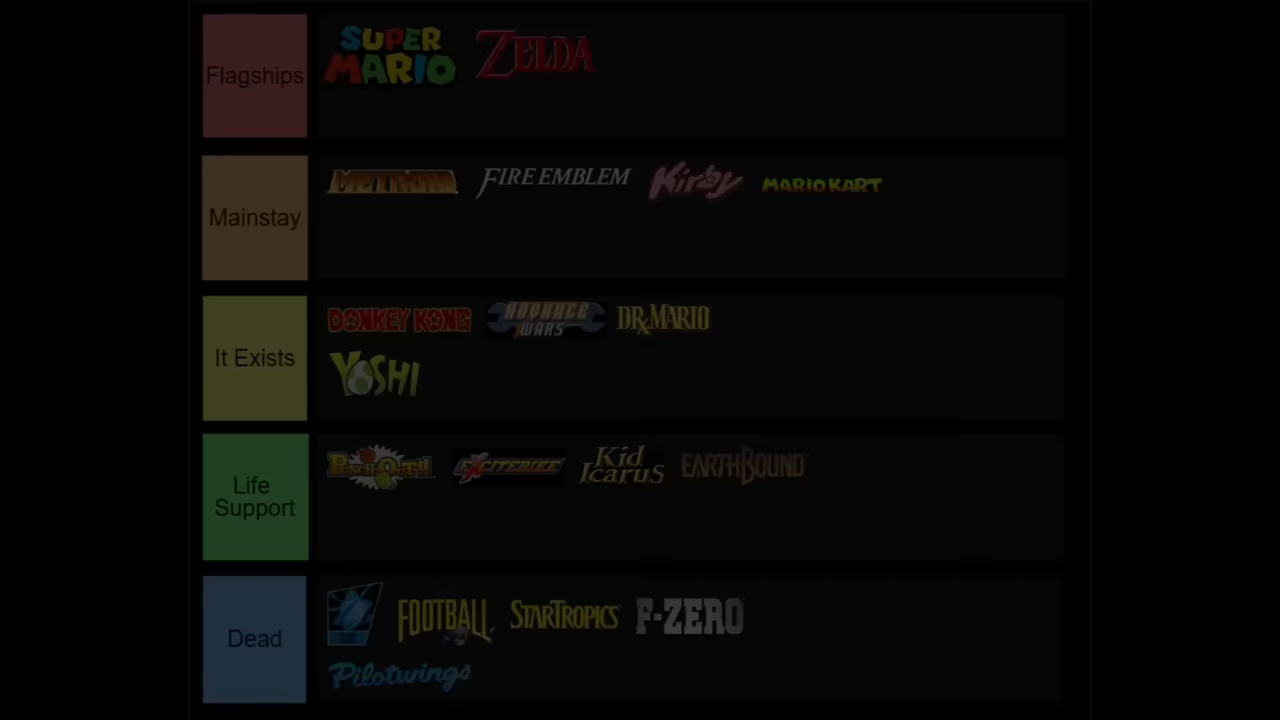 Flagships
SUPER MARIO
ZELDA
Mainstay
METROID
FIRE EMBLEM
Kirby
MARIO KART
It Exists
DONKEY KONG
ADVANCE WARS
DR. MARIO
YOSHI
Life
Support
PUNCH-OUT!!
EXCITEBIKE
Kid
Icarus
EARTHBOUND
Dead
FOOTBALL
STARTROPICS
F-ZERO
Pilotwings